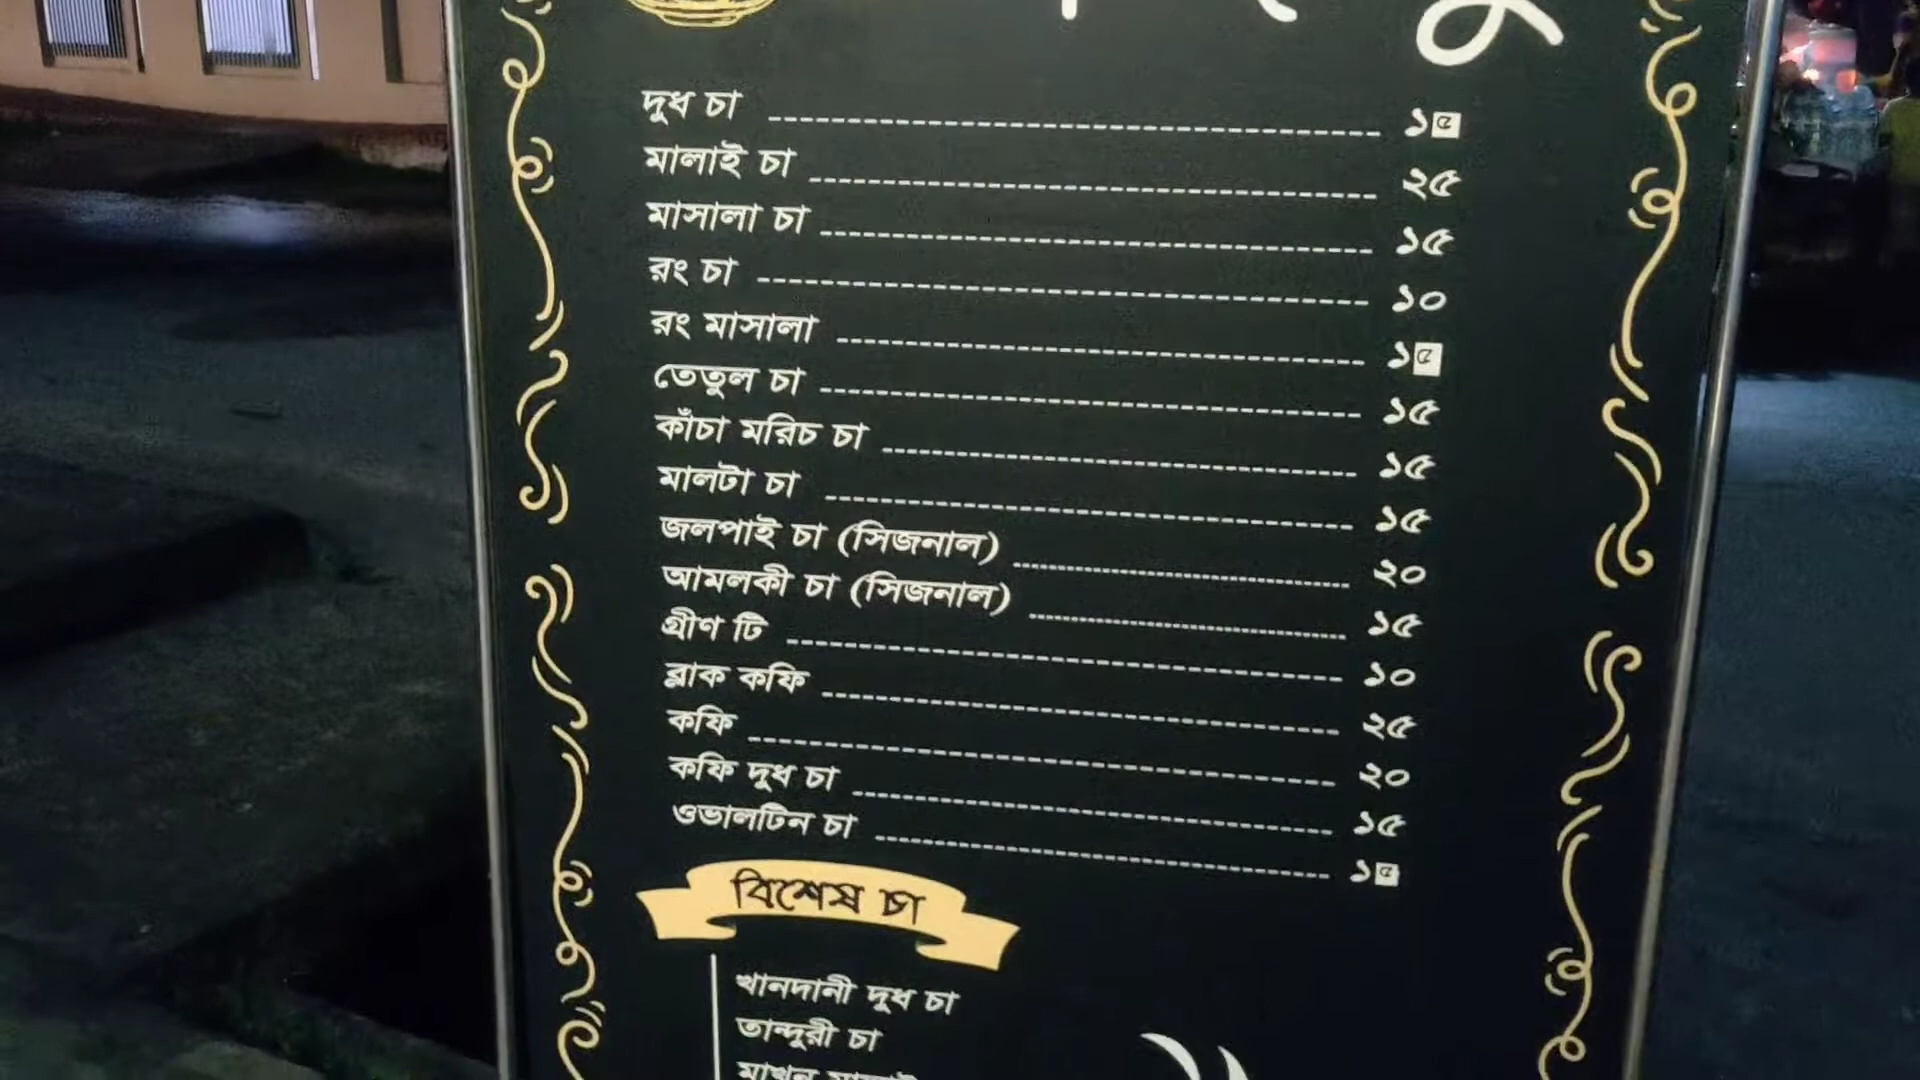 দুধ চা ১৫
মালাই চা ২৫
মাসালা চা ১৫
রং চা ১০
রং মাসালা ১৫
তেতুল চা ১৫
কাঁচা মরিচ চা ১৫
মালটা চা ১৫
জলপাই চা (সিজনাল) ২০
আমলকী চা (সিজনাল) ১৫
গ্রীণ টি ১০
ব্লাক কফি ২৫
কফি ২০
কফি দুধ চা ১৫
ওভালটিন চা ১৫
বিশেষ চা
খানদানী দুধ চা
তান্দুরী চা